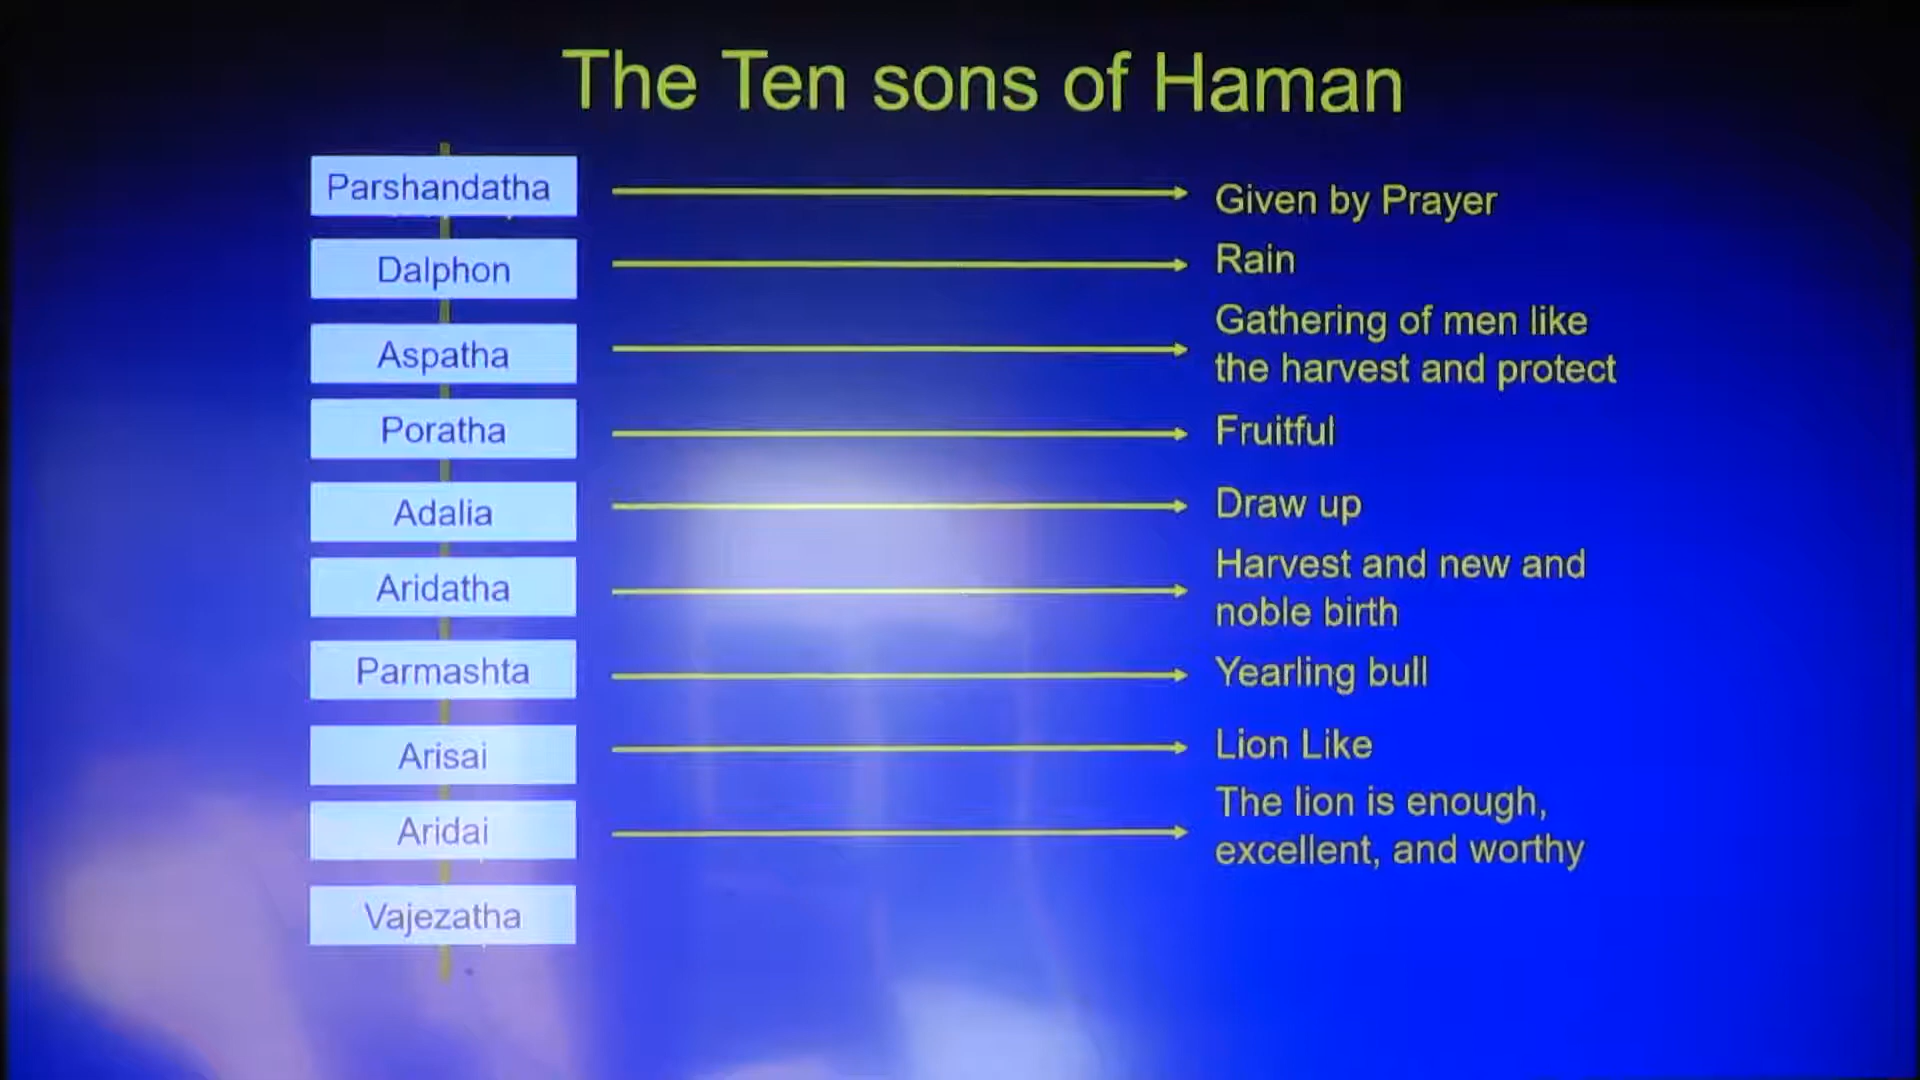 The Ten sons of Haman
Parshandatha
Given by Prayer
Dalphon
Rain
Aspatha
Gathering of men like
the harvest and protect
Poratha
Fruitful
Adalia
Draw up
Aridatha
Harvest and new and
noble birth
Parmashta
Yearling bull
Arisai
Lion Like
Aridai
The lion is enough,
excellent, and worthy
Vajezatha